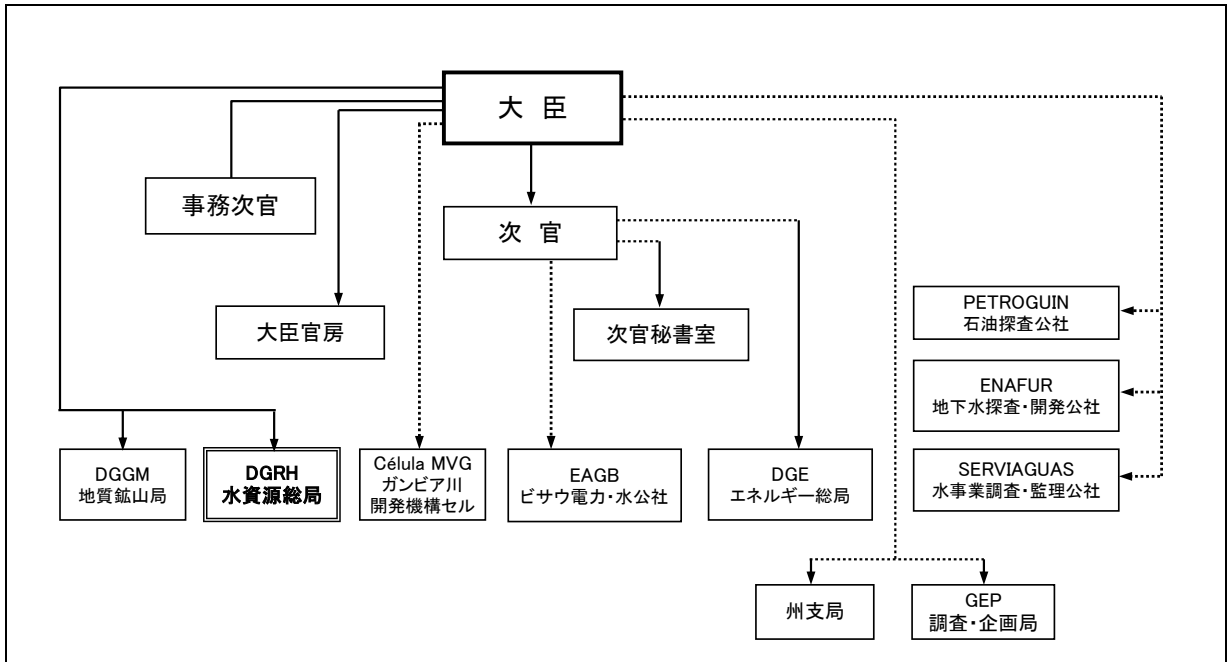 大 臣
事務次官
次 官
大臣官房
次官秘書室
PETROGUIN
石油探査公社
ENAFUR
地下水探査・開発公社
SERVIAGUAS
水事業調査・監理公社
DGGM
地質鉱山局
DGRH
水資源総局
Célula MVG
ガンビア川
開発機構セル
EAGB
ビサウ電力・水公社
DGE
エネルギー総局
州支局
GEP
調査・企画局